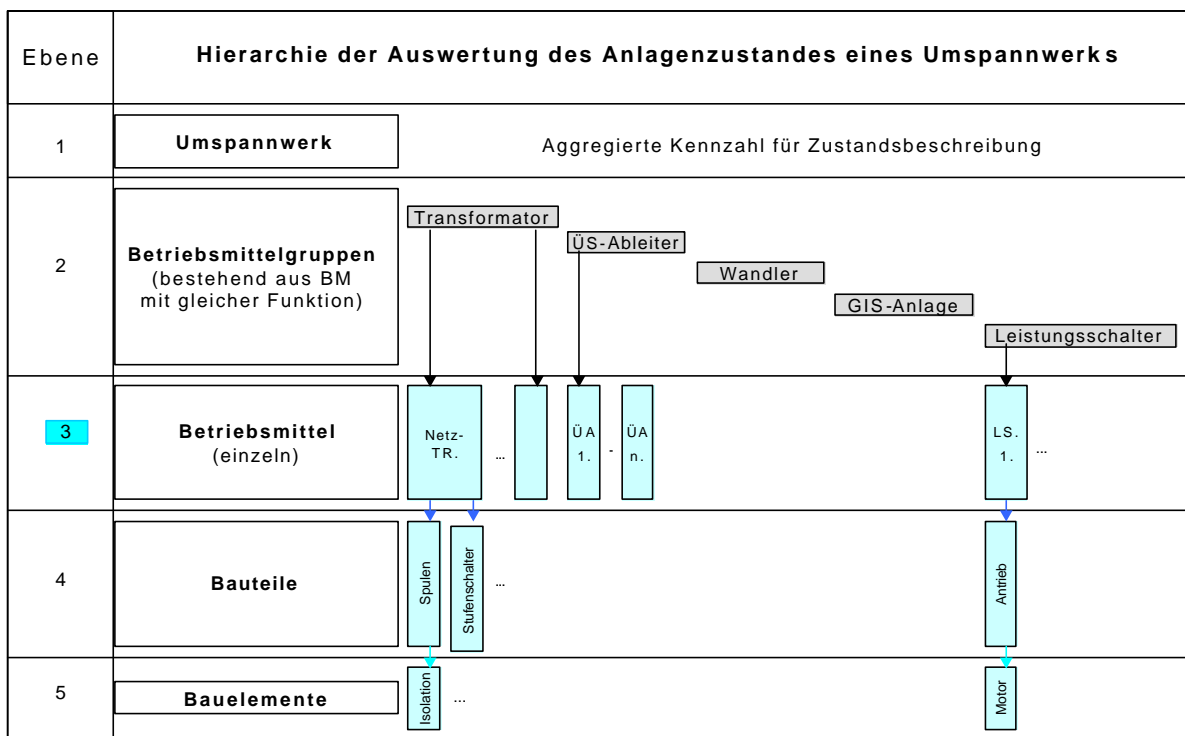 Ebene
Hierarchie der Auswertung des Anlagenzustandes eines Umspannwerks
1
Umspannwerk
Aggregierte Kennzahl für Zustandsbeschreibung
2
Betriebsmittelgruppen
(bestehend aus BM
mit gleicher Funktion)
Transformator
ÜS-Ableiter
Wandler
GIS-Anlage
Leistungsschalter
3
Betriebsmittel
(einzeln)
Netz-
TR.
...
ÜA
1.
-
ÜA
n.
LS.
1.
...
4
Bauteile
Spulen
Stufenschalter
...
Antrieb
5
Bauelemente
Isolation
...
Motor